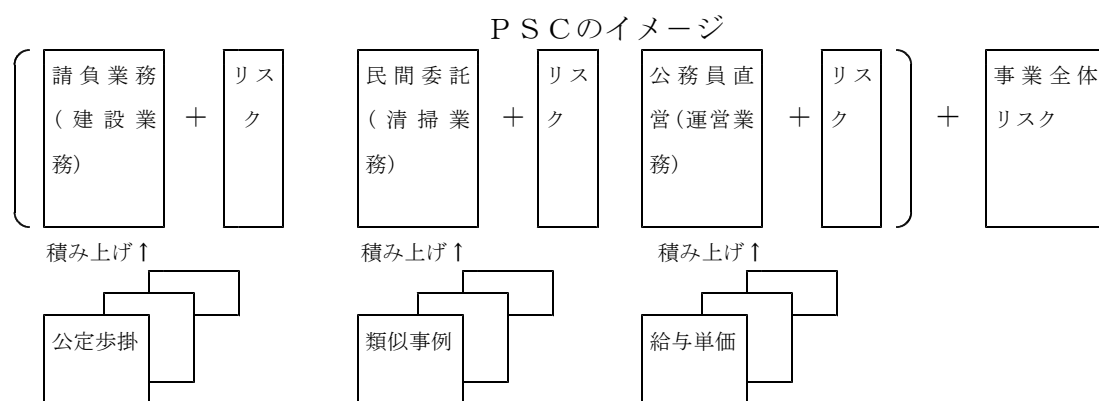 ＰＳＣのイメージ
請負業務
(建設業
務)
＋
リス
ク
民間委託
(清掃業
務)
＋
リス
ク
公務員直
営(運営業
務)
＋
リス
ク
＋
事業全体
リスク
積み上げ↑
積み上げ↑
積み上げ↑
公定歩掛
類似事例
給与単価